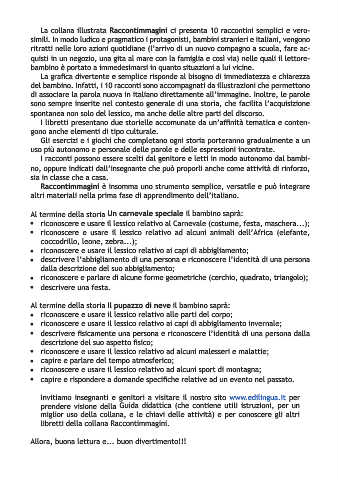 La collana illustrata Raccontimmagini ci presenta 10 raccontini semplici e vero-
simili. In modo ludico e pragmatico i protagonisti, bambini stranieri e italiani, vengono
ritratti nelle loro azioni quotidiane (l'arrivo di un nuovo compagno a scuola, fare ac-
quisti in un negozio, una gita al mare con la famiglia e così via) nelle quali il lettore-
bambino è portato a immedesimarsi in quanto situazioni a lui vicine.
La grafica divertente e semplice risponde al bisogno di immediatezza e chiarezza
del bambino. Infatti, i 10 racconti sono accompagnati da illustrazioni che permettono
di associare la parola nuova in italiano direttamente all'immagine. Inoltre, le parole
sono sempre inserite nel contesto generale di una storia, che facilita l'acquisizione
spontanea non solo del lessico, ma anche delle altre parti del discorso.
I libretti presentano due storielle accomunate da un'affinità tematica e conten-
gono anche elementi di tipo culturale.
Gli esercizi e i giochi che completano ogni storia porteranno gradualmente a un
uso più autonomo e personale delle parole e delle espressioni incontrate.
I racconti possono essere scelti dal genitore e letti in modo autonomo dal bambi-
no, oppure indicati dall'insegnante che può proporli anche come attività di rinforzo,
sia in classe che a casa.
Raccontimmagini è insomma uno strumento semplice, versatile e può integrare
altri materiali nella prima fase di apprendimento dell'italiano.
Al termine della storia Un carnevale speciale il bambino saprà:
• riconoscere e usare il lessico relativo al Carnevale (costume, festa, maschera...);
• riconoscere e usare il lessico relativo ad alcuni animali dell'Africa (elefante,
coccodrillo, leone, zebra...);
• riconoscere e usare il lessico relativo ai capi di abbigliamento;
• descrivere l'abbigliamento di una persona e riconoscere l'identità di una persona
dalla descrizione del suo abbigliamento;
• riconoscere e parlare di alcune forme geometriche (cerchio, quadrato, triangolo);
• descrivere una festa.
Al termine della storia Il pupazzo di neve il bambino saprà:
• riconoscere e usare il lessico relativo alle parti del corpo;
• riconoscere e usare il lessico relativo ai capi di abbigliamento invernale;
• descrivere fisicamente una persona e riconoscere l'identità di una persona dalla
descrizione del suo aspetto fisico;
• riconoscere e usare il lessico relativo ad alcuni malesseri e malattie;
• capire e parlare del tempo atmosferico;
• riconoscere e usare il lessico relativo ad alcuni sport di montagna;
• capire e rispondere a domande specifiche relative ad un evento nel passato.
Invitiamo insegnanti e genitori a visitare il nostro sito www.edilingua.it per
prendere visione della Guida didattica (che contiene utili istruzioni, per un
miglior uso della collana, e le chiavi delle attività) e per conoscere gli altri
libretti della collana Raccontimmagini.
Allora, buona lettura e... buon divertimento!!!